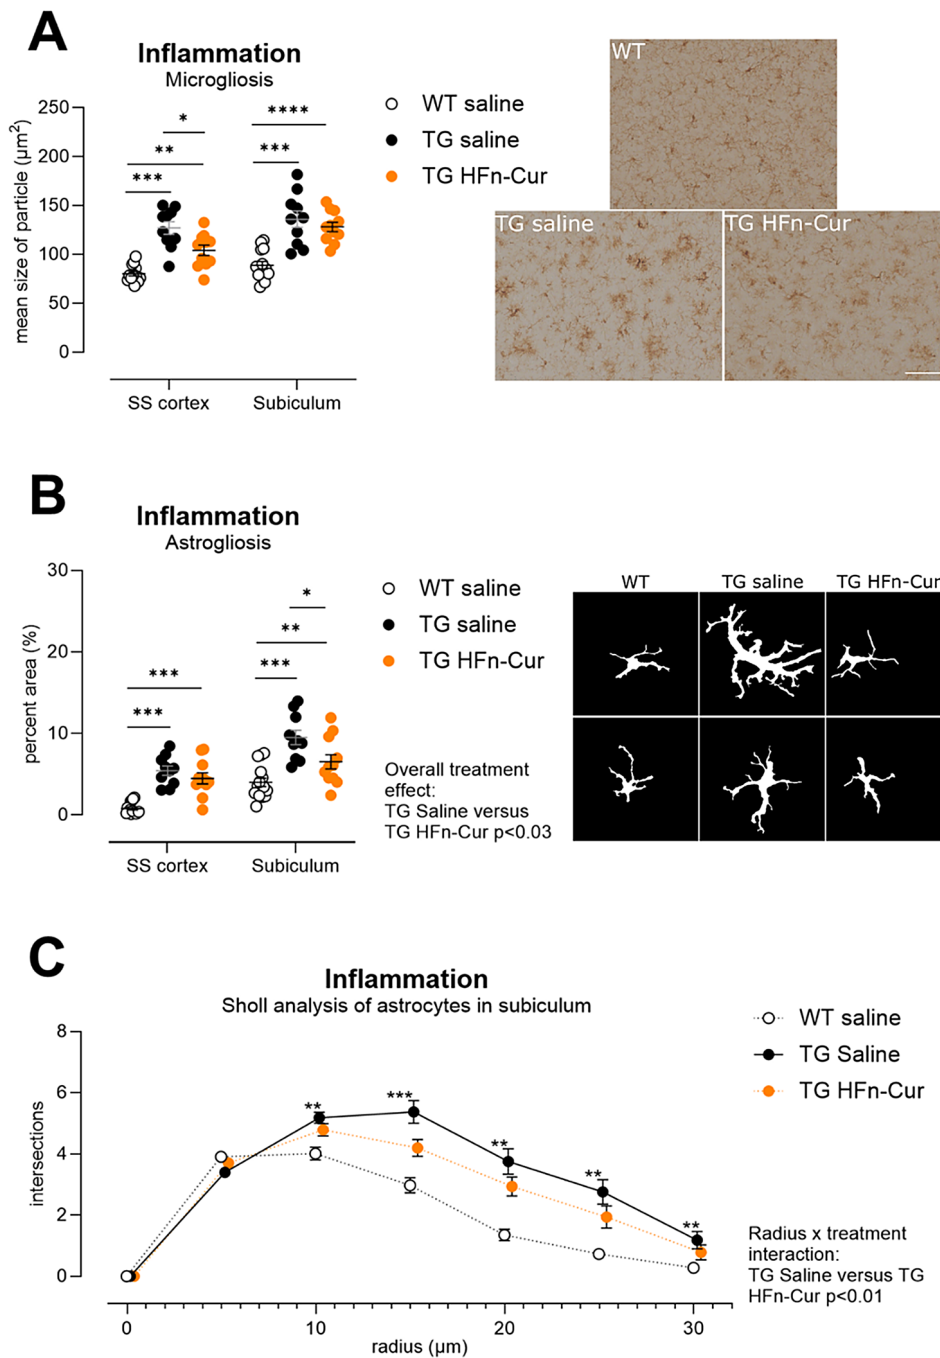 A
Inflammation
Microgliosis
mean size of particle (µm²)
250
200
150
100
50
0
*
**
***
****
***
SS cortex
Subiculum
WT saline
TG saline
TG HFn-Cur
WT
TG saline
TG HFn-Cur
B
Inflammation
Astrogliosis
percent area (%)
30
20
10
0
***
***
*
**
***
SS cortex
Subiculum
WT saline
TG saline
TG HFn-Cur
Overall treatment
effect:
TG Saline versus
TG HFn-Cur p<0.03
WT
TG saline
TG HFn-Cur
C
Inflammation
Sholl analysis of astrocytes in subiculum
intersections
8
6
4
2
0
**
***
**
**
**
0
10
20
30
radius (µm)
WT saline
TG Saline
TG HFn-Cur
Radius x treatment
interaction:
TG Saline versus TG
HFn-Cur p<0.01